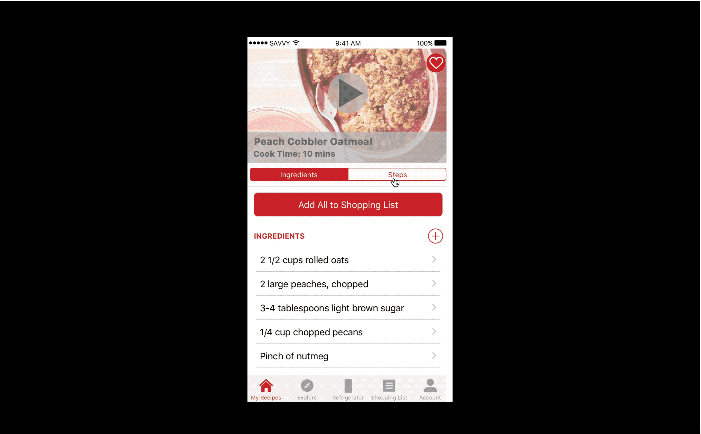 SAVVY 9:41 AM 100%
Peach Cobbler Oatmeal
Cook Time: 10 mins
Ingredients Steps
Add All to Shopping List
INGREDIENTS
2 1/2 cups rolled oats
2 large peaches, chopped
3-4 tablespoons light brown sugar
1/4 cup chopped pecans
Pinch of nutmeg
My Recipes Explore Refrigerator Shopping List Account